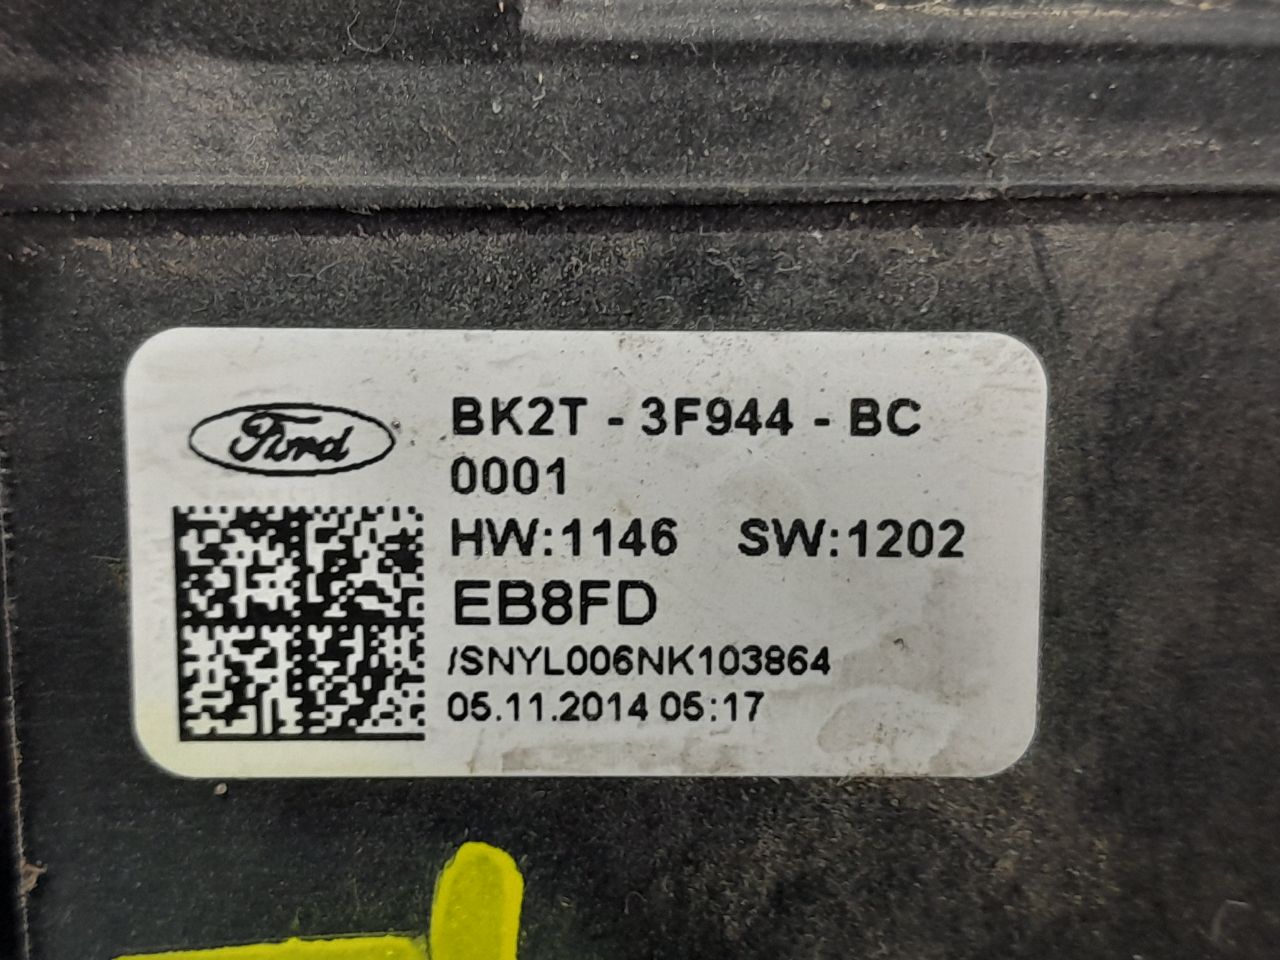 Ford
BK2T - 3F944 - BC
0001
HW:1146 SW:1202
EB8FD
/SNYL006NK103864
05.11.2014 05:17